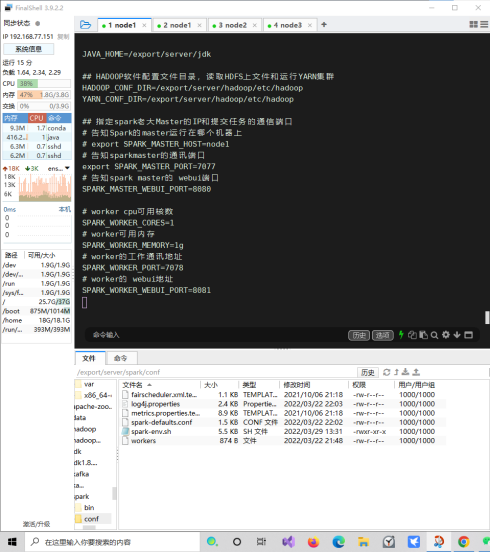 FinalShell 3.9.2.2
同步状态
IP 192.168.77.151 复制
系统信息
运行 15 分
负载 1.64, 2.34, 2.29
CPU 38%
内存 47% 1.8G/3.8G
交换 0% 0/3.9G
内存 CPU 命令
9.3M 1.7 conda
416.2... 1 java
6.3M 0.7 sshd
6.2M 0.7 sshd
18K 3K ens...
18K
13K
6K
0ms 本机
0
0
0
路径 可用/大小
/dev 1.9G/1.9G
/dev/... 1.9G/1.9G
/run 1.9G/1.9G
/sys/f... 1.9G/1.9G
/ 25.7G/37G
/boot 875M/1014M
/home 18G/18.1G
/run/... 393M/393M
激活/升级
1 node1
2 node1
3 node2
4 node3
+
JAVA_HOME=/export/server/jdk
## HADOOP软件配置文件目录，读取HDFS上文件和运行YARN集群
HADOOP_CONF_DIR=/export/server/hadoop/etc/hadoop
YARN_CONF_DIR=/export/server/hadoop/etc/hadoop
## 指定spark老大Master的IP和提交任务的通信端口
# 告知Spark的master运行在哪个机器上
# export SPARK_MASTER_HOST=node1
# 告知sparkmaster的通讯端口
export SPARK_MASTER_PORT=7077
# 告知spark master的 webui端口
SPARK_MASTER_WEBUI_PORT=8080
# worker cpu可用核数
SPARK_WORKER_CORES=1
# worker可用内存
SPARK_WORKER_MEMORY=1g
# worker的工作通讯地址
SPARK_WORKER_PORT=7078
# worker的 webui地址
SPARK_WORKER_WEBUI_PORT=8081
命令输入 历史 选项
文件 命令
/export/server/spark/conf 历史
var
x86_64--
apache-zoo...
data
hadoop
hadoop...
jdk
jdk1.8....
kafka
ka...
spark
bin
conf
文件名 大小 类型 修改时间 权限 用户/用户组
fairscheduler.xml.te... 1.1 KB TEMPLAT... 2021/10/06 21:18 -rw-r--r-- 1000/1000
log4j.properties 2.4 KB Propertie... 2022/03/22 22:03 -rw-r--r-- 1000/1000
metrics.properties.te... 8.9 KB TEMPLAT... 2021/10/06 21:18 -rw-r--r-- 1000/1000
spark-defaults.conf 1.5 KB CONF 文件 2022/03/22 22:02 -rw-r--r-- 1000/1000
spark-env.sh 5.5 KB SH 文件 2022/03/29 13:31 -rwxr-xr-x 1000/1000
workers 874 B 文件 2022/03/22 21:48 -rw-r--r-- 1000/1000
在这里输入你要搜索的内容